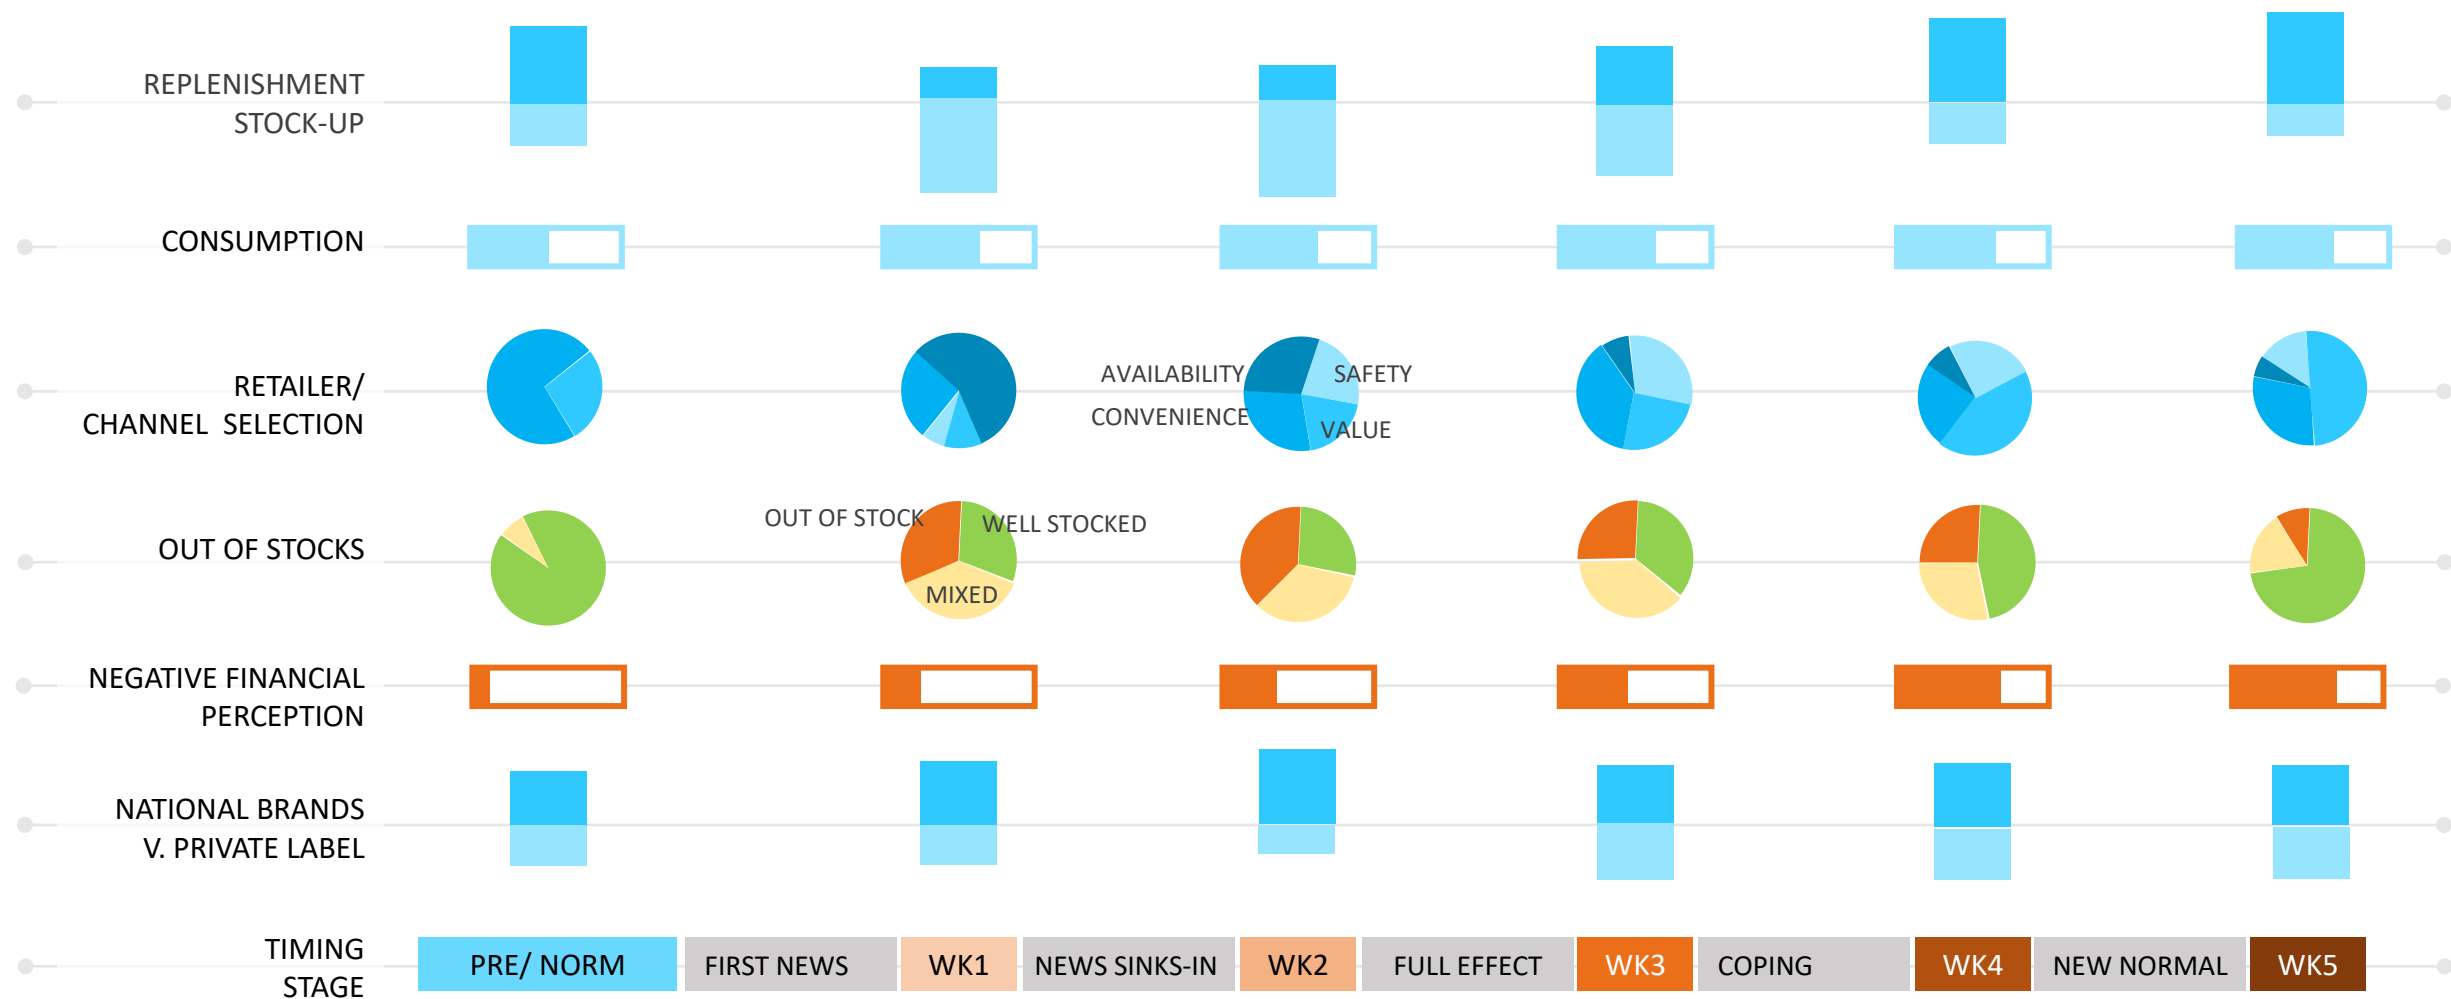 REPLENISHMENT
STOCK-UP
CONSUMPTION
RETAILER/
CHANNEL  SELECTION
AVAILABILITY
SAFETY
CONVENIENCE
VALUE
OUT OF STOCKS
OUT OF STOCK
WELL STOCKED
MIXED
NEGATIVE FINANCIAL
PERCEPTION
NATIONAL BRANDS
V. PRIVATE LABEL
TIMING
STAGE
PRE/ NORM
FIRST NEWS
WK1
NEWS SINKS-IN
WK2
FULL EFFECT
WK3
COPING
WK4
NEW NORMAL
WK5